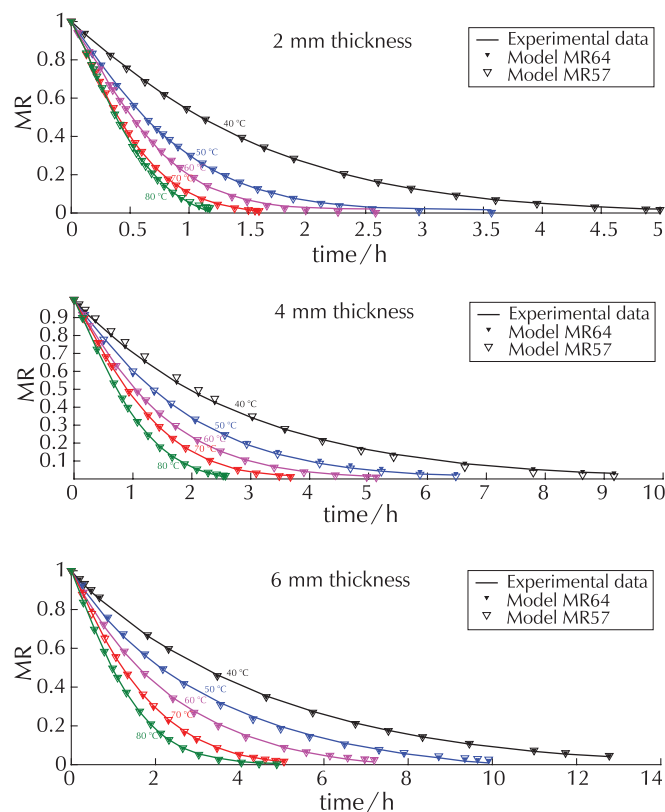 2 mm thickness
Experimental data
Model MR64
Model MR57
1
0.8
0.6
0.4
0.2
0
MR
40 °C
50 °C
60 °C
70 °C
80 °C
0 0.5 1 1.5 2 2.5 3 3.5 4 4.5 5
time/h
4 mm thickness
Experimental data
Model MR64
Model MR57
0.9
0.8
0.7
0.6
0.5
0.4
0.3
0.2
0.1
MR
40 °C
50 °C
60 °C
70 °C
80 °C
0 1 2 3 4 5 6 7 8 9 10
time/h
6 mm thickness
Experimental data
Model MR64
Model MR57
1
0.8
0.6
0.4
0.2
0
MR
40 °C
50 °C
60 °C
70 °C
80 °C
0 2 4 6 8 10 12 14
time/h